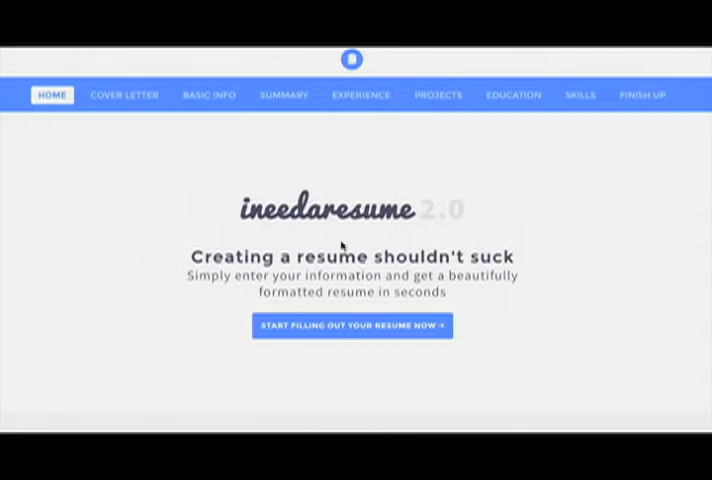 HOME COVER LETTER BASIC INFO SUMMARY EXPERIENCE PROJECTS EDUCATION SKILLS FINISH UP
ineedaresume 2.0
Creating a resume shouldn't suck
Simply enter your information and get a beautifully
formatted resume in seconds
START FILLING OUT YOUR RESUME NOW